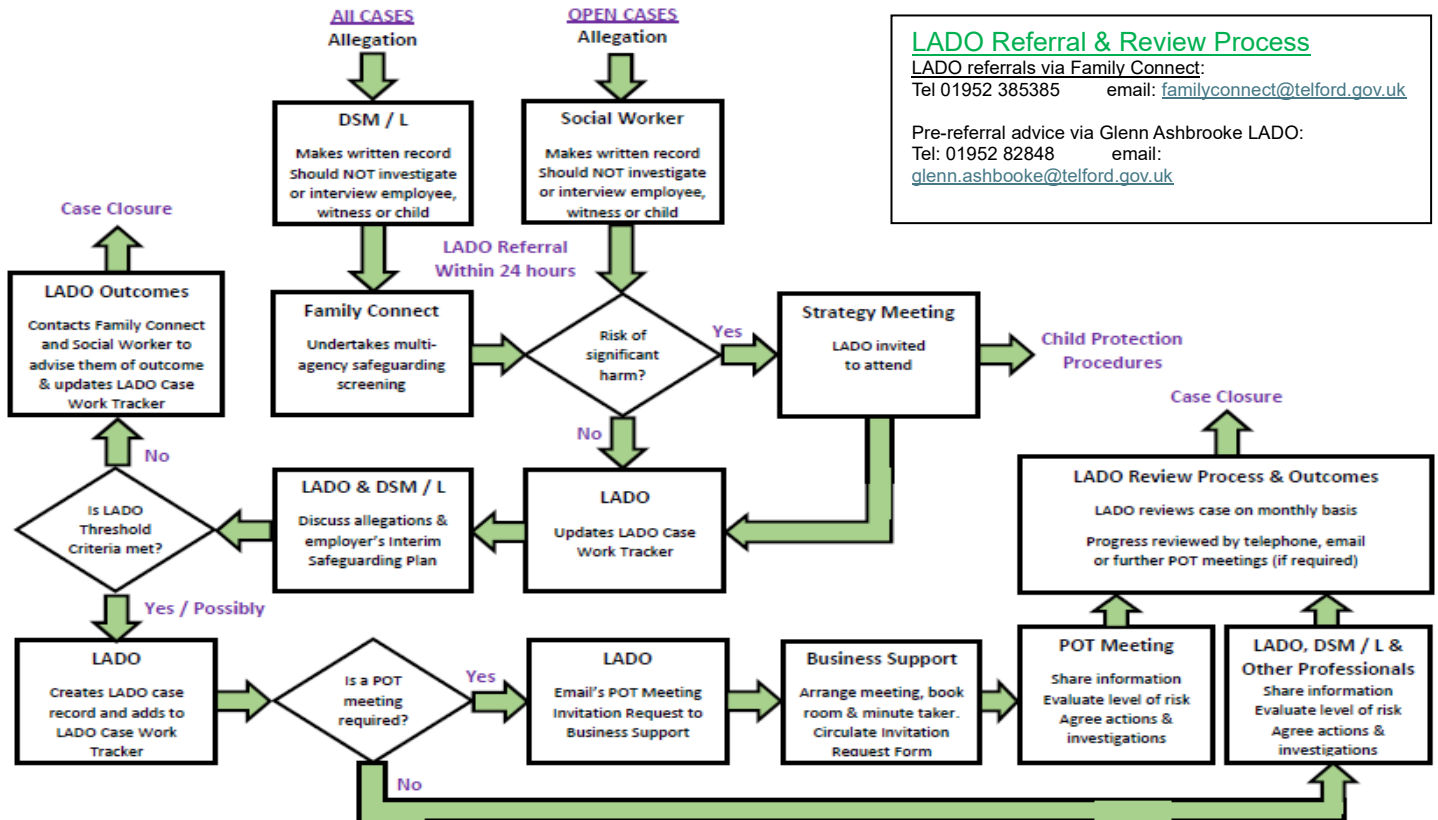 All CASES
Allegation
OPEN CASES
Allegation
LADO Referral & Review Process
LADO referrals via Family Connect:
Tel 01952 385385 email: familyconnect@telford.gov.uk
Pre-referral advice via Glenn Ashbrooke LADO:
Tel: 01952 82848 email:
glenn.ashbooke@telford.gov.uk
DSM / L
Makes written record
Should NOT investigate
or interview employee,
witness or child
Social Worker
Makes written record
Should NOT investigate
or interview employee,
witness or child
Case Closure
LADO Referral
Within 24 hours
LADO Outcomes
Contacts Family Connect
and Social Worker to
advise them of outcome
& updates LADO Case
Work Tracker
Family Connect
Undertakes multi-
agency safeguarding
screening
Risk of
significant
harm?
Yes
Strategy Meeting
LADO invited
to attend
Child Protection
Procedures
Case Closure
No
No
Is LADO
Threshold
Criteria met?
LADO & DSM / L
Discuss allegations &
employer's Interim
Safeguarding Plan
LADO
Updates LADO Case
Work Tracker
LADO Review Process & Outcomes
LADO reviews case on monthly basis
Progress reviewed by telephone, email
or further POT meetings (if required)
Yes / Possibly
LADO
Creates LADO case
record and adds to
LADO Case Work
Tracker
Is a POT
meeting
required?
Yes
LADO
Email's POT Meeting
Invitation Request to
Business Support
Business Support
Arrange meeting, book
room & minute taker.
Circulate Invitation
Request Form
POT Meeting
Share information
Evaluate level of risk
Agree actions &
investigations
LADO, DSM / L &
Other Professionals
Share information
Evaluate level of risk
Agree actions &
investigations
No